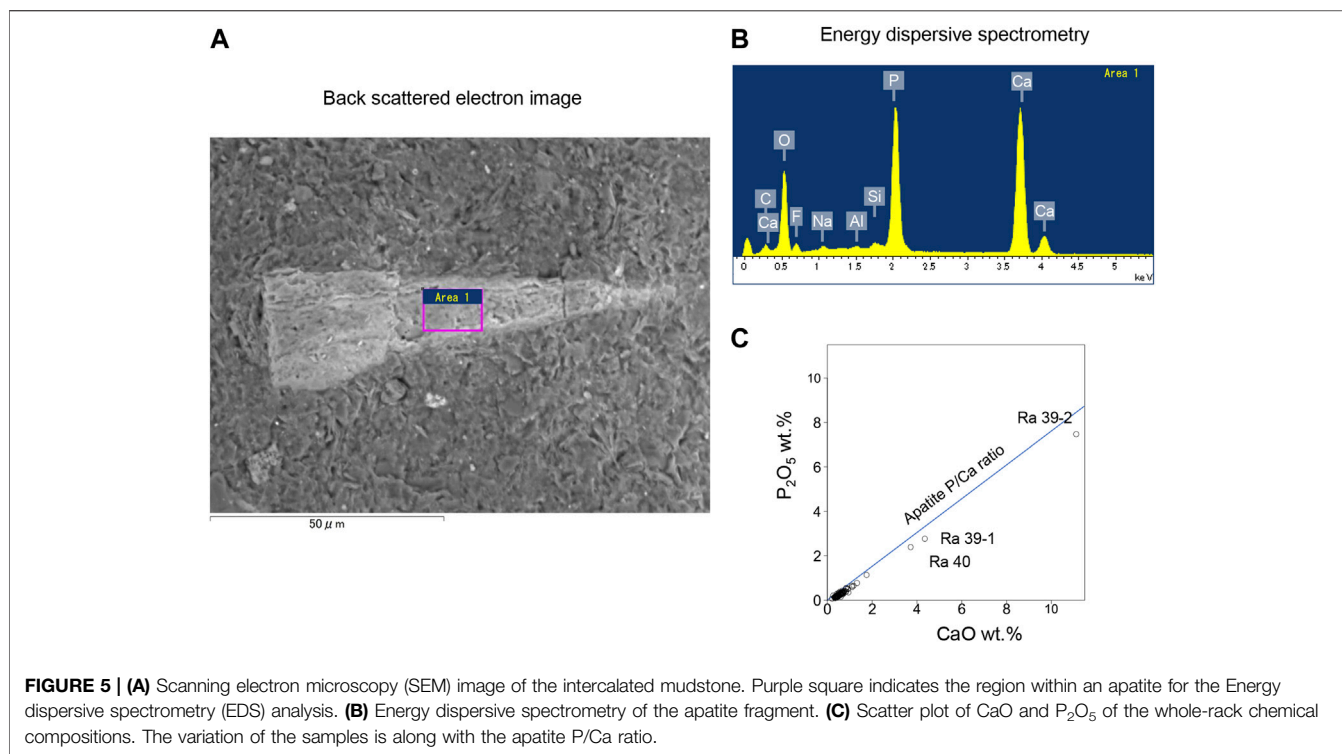 A
Back scattered electron image
Area 1
50 μm
B
Energy dispersive spectrometry
Area 1
P
Ca
O
C
Ca
F
Na
Al
Si
Ca
0 0.5 1 1.5 2 2.5 3 3.5 4 4.5 5
keV
C
P₂O₅ wt.%
10
8
6
4
2
0
Ra 39-2
Apatite P/Ca ratio
Ra 39-1
Ra 40
0 2 4 6 8 10
CaO wt.%
FIGURE 5 | (A) Scanning electron microscopy (SEM) image of the intercalated mudstone. Purple square indicates the region within an apatite for the Energy
dispersive spectrometry (EDS) analysis. (B) Energy dispersive spectrometry of the apatite fragment. (C) Scatter plot of CaO and P₂O₅ of the whole-rack chemical
compositions. The variation of the samples is along with the apatite P/Ca ratio.